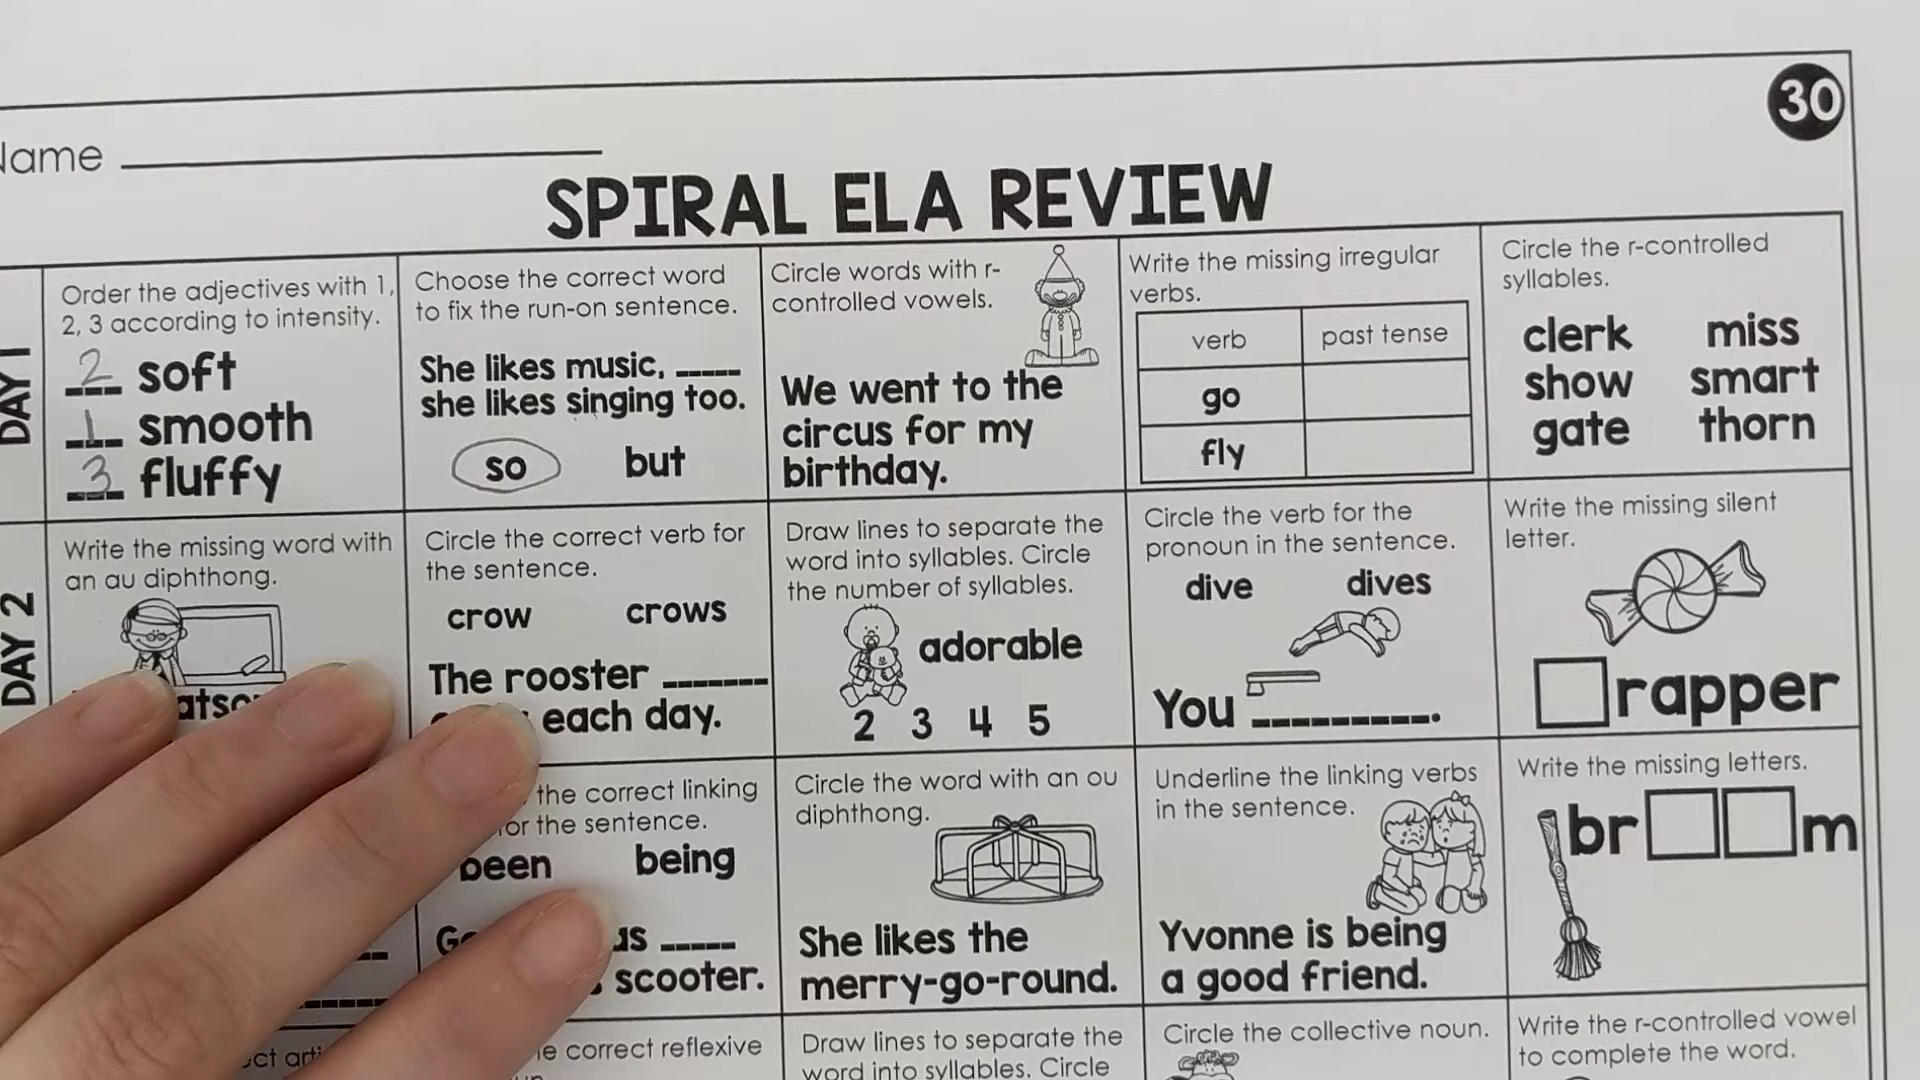 30
Name
SPIRAL ELA REVIEW
DAY 1
Order the adjectives with 1,
2, 3 according to intensity.
2 soft
1 smooth
3 fluffy
Choose the correct word
to fix the run-on sentence.
She likes music, _____
she likes singing too.
so but
Circle words with r-
controlled vowels.
We went to the
circus for my
birthday.
Write the missing irregular
verbs.
verb past tense
go
fly
Circle the r-controlled
syllables.
clerk miss
show smart
gate thorn
DAY 2
Write the missing word with
an au diphthong.
Circle the correct verb for
the sentence.
crow crows
The rooster _______
each day.
Draw lines to separate the
word into syllables. Circle
the number of syllables.
adorable
2 3 4 5
Circle the verb for the
pronoun in the sentence.
dive dives
You _________.
Write the missing silent
letter.
rapper
the correct linking
for the sentence.
been being
_____
scooter.
Circle the word with an ou
diphthong.
She likes the
merry-go-round.
Underline the linking verbs
in the sentence.
Yvonne is being
a good friend.
Write the missing letters.
br m
correct reflexive
Draw lines to separate the
word into syllables. Circle
Circle the collective noun.
Write the r-controlled vowel
to complete the word.